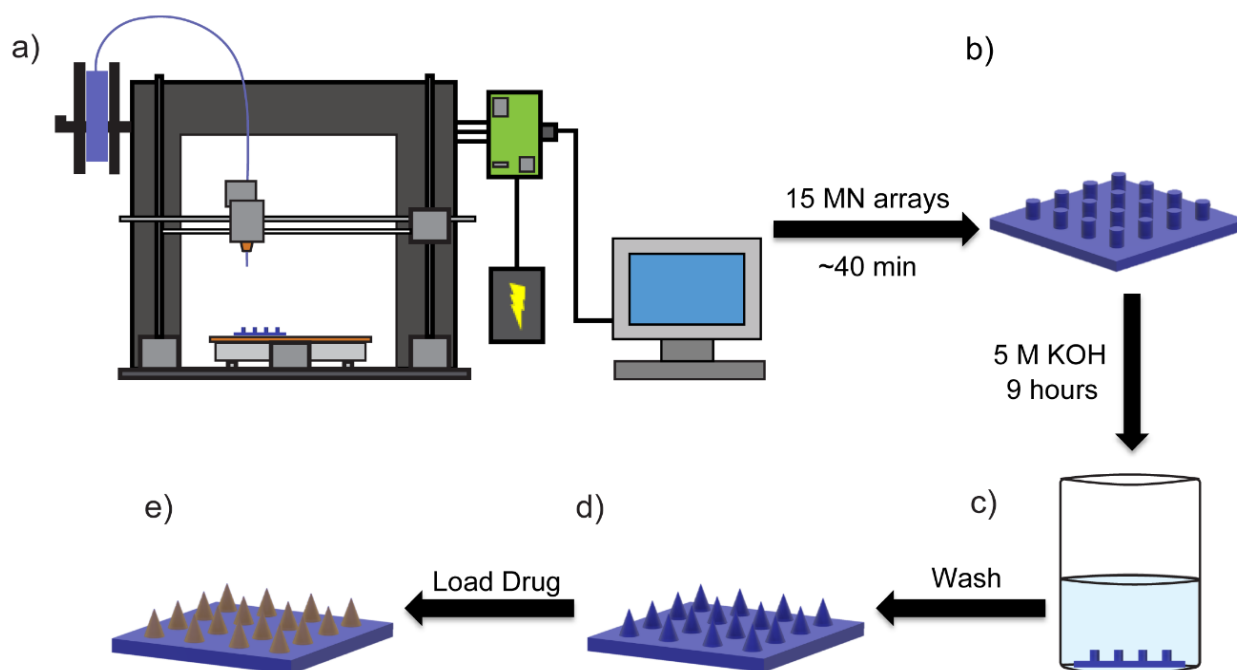 a)
b)
15 MN arrays
~40 min
5 M KOH
9 hours
c)
Wash
d)
Load Drug
e)